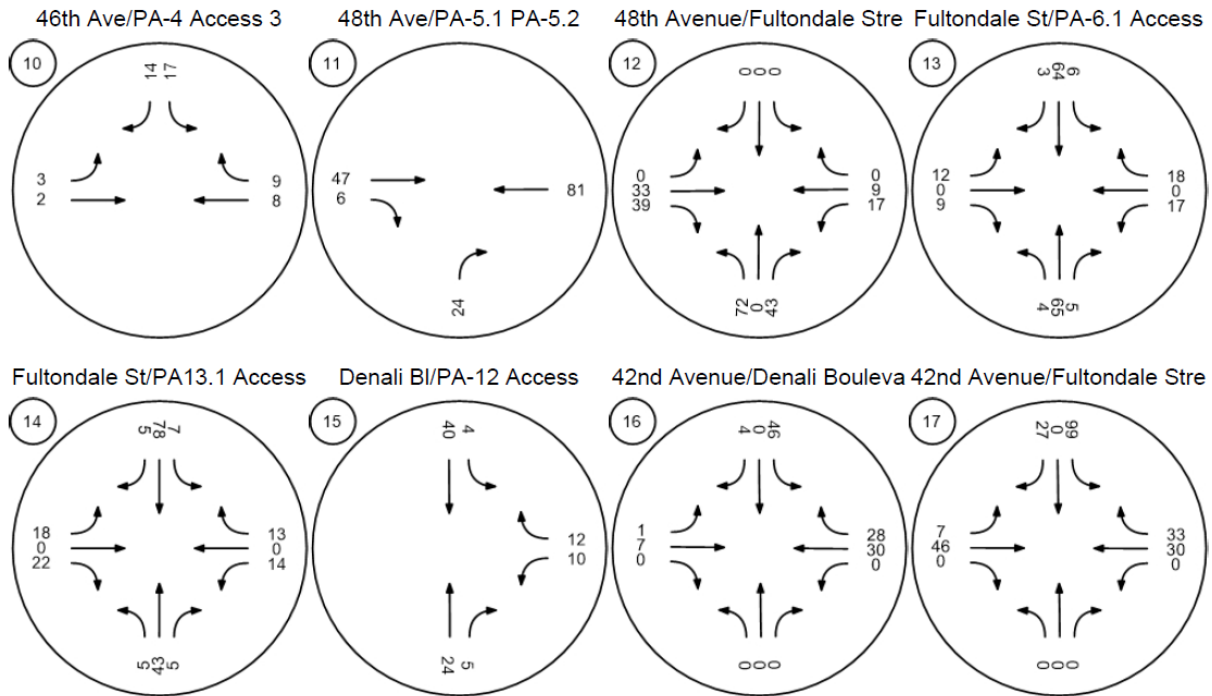 46th Ave/PA-4 Access 3
10
14 17
3
2
9
8
48th Ave/PA-5.1 PA-5.2
11
47
6
81
24
48th Avenue/Fultondale Stre
12
0 0 0
0
33
39
0
9
17
72 0 43
Fultondale St/PA-6.1 Access
13
3 64 6
12
0
9
18
0
17
4 65 5
Fultondale St/PA13.1 Access
14
5 78 7
18
0
22
13
0
14
5 43 5
Denali Bl/PA-12 Access
15
40 4
12
10
24 5
42nd Avenue/Denali Bouleva
16
4 0 46
1
7
0
28
30
0
0 0 0
42nd Avenue/Fultondale Stre
17
27 0 99
7
46
0
33
30
0
0 0 0